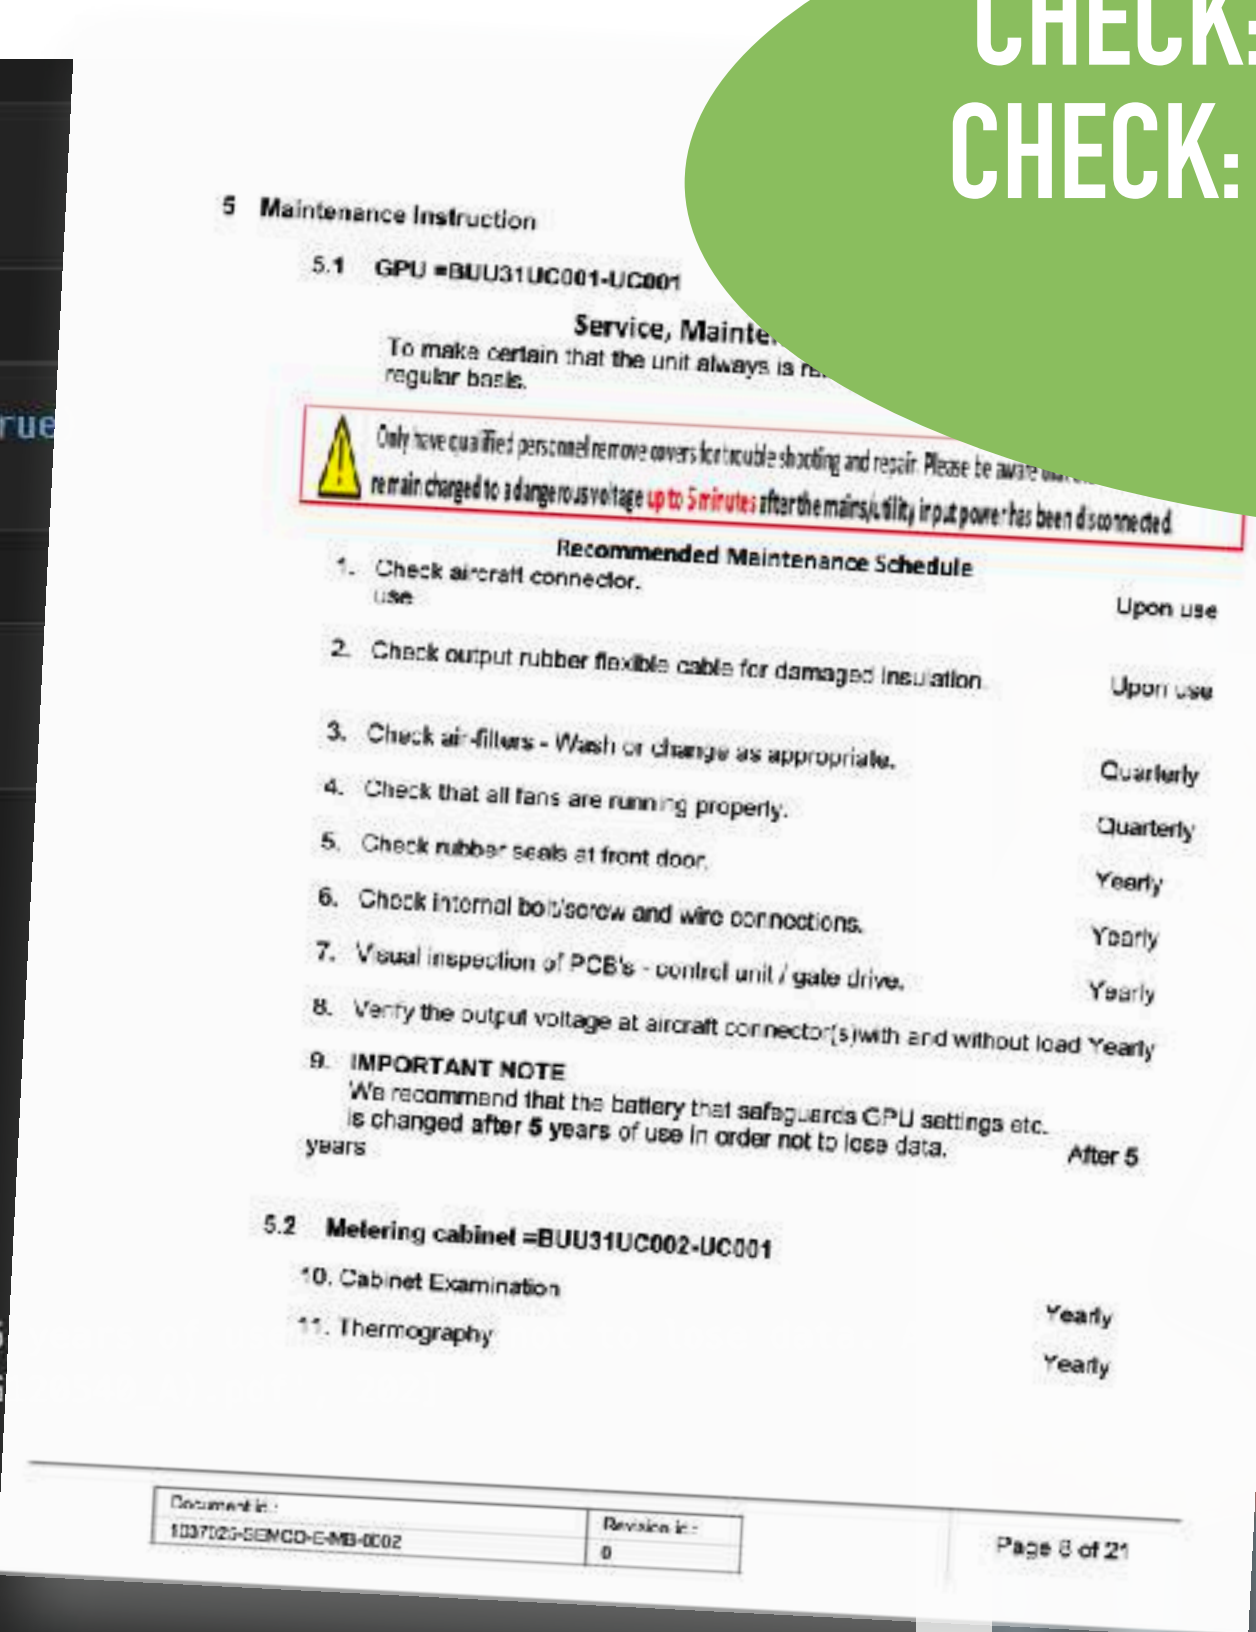 CHECK:
CHECK:
rue
5 Maintenance Instruction
5.1 GPU =BUU31UC001-UC001
Service,
To make certain that the unit always is
regular basis.
Only have qualified personnel remove covers for trouble shooting and repair. Please be aware
remain charged to a dangerous voltage up to 5 minutes after the mains/utility input power has been disconnected.
Recommended Maintenance Schedule
1. Check aircraft connector. Upon use
use
2. Check output rubber flexible cable for damaged insulation. Upon use
3. Check air-filters - Wash or change as appropriate. Quarterly
4. Check that all fans are running properly. Quarterly
5. Check rubber seals at front door. Yearly
6. Check internal bolt/screw and wire connections. Yearly
7. Visual inspection of PCB's - control unit / gate drive. Yearly
8. Verify the output voltage at aircraft connector(s)with and without load Yearly
9. IMPORTANT NOTE
We recommend that the battery that safeguards GPU settings etc.
is changed after 5 years of use in order not to lose data. After 5
years
5.2 Metering cabinet =BUU31UC002-UC001
10. Cabinet Examination Yearly
11. Thermography Yearly
Document id.:
Revision id.:
0
Page 8 of 21